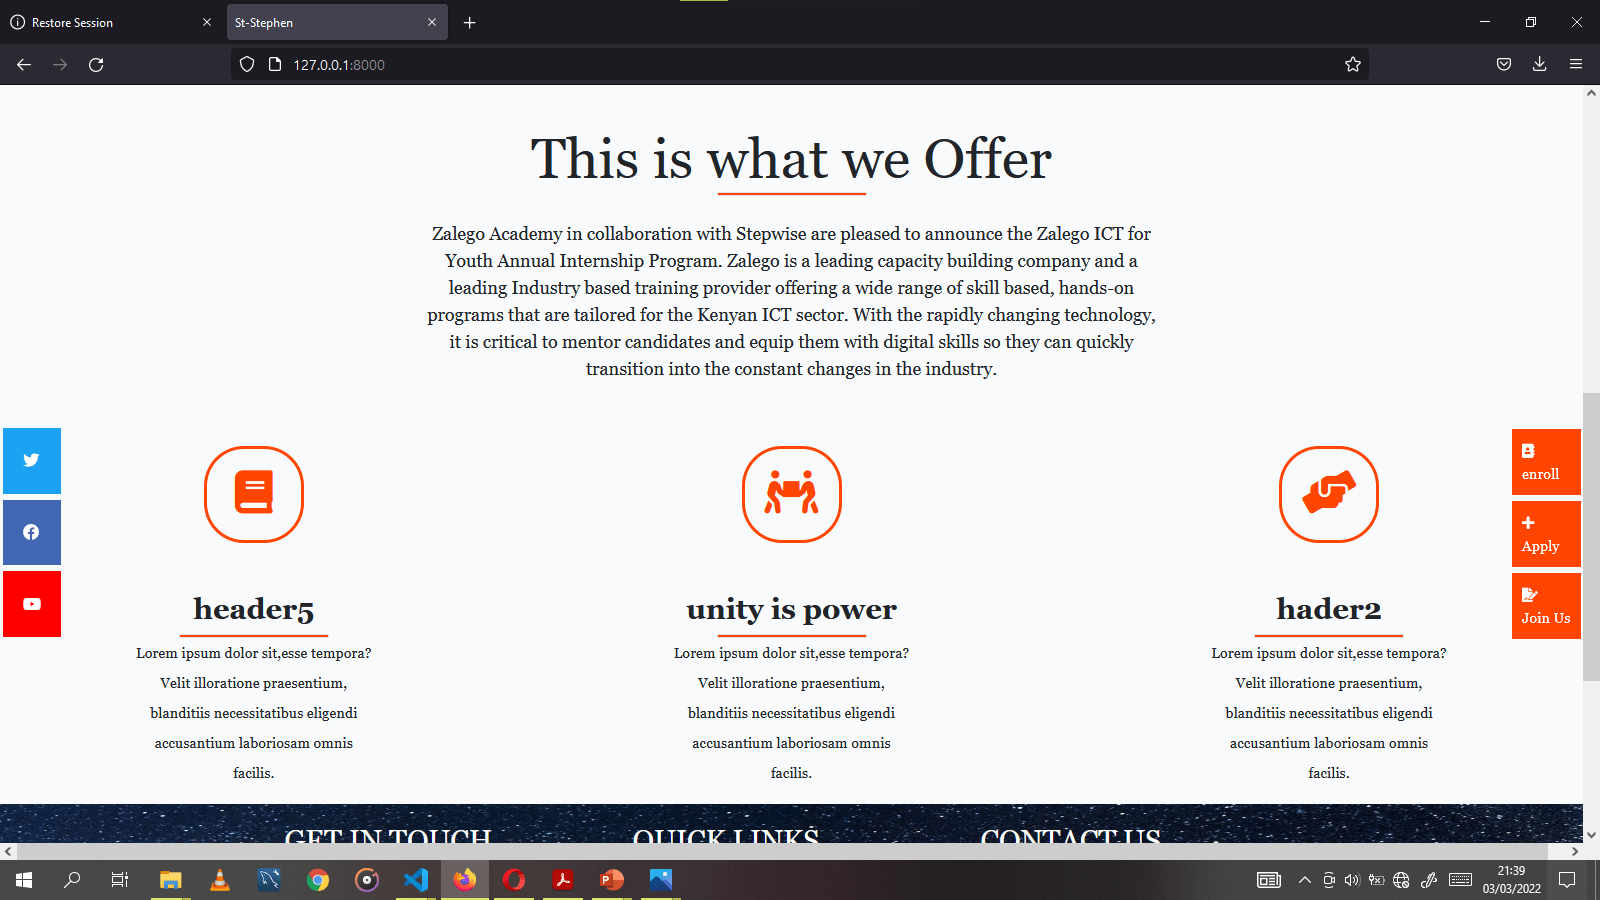 Restore Session
St-Stephen
127.0.0.1:8000
This is what we Offer
Zalego Academy in collaboration with Stepwise are pleased to announce the Zalego ICT for
Youth Annual Internship Program. Zalego is a leading capacity building company and a
leading Industry based training provider offering a wide range of skill based, hands-on
programs that are tailored for the Kenyan ICT sector. With the rapidly changing technology,
it is critical to mentor candidates and equip them with digital skills so they can quickly
transition into the constant changes in the industry.
enroll
Apply
Join Us
header5
Lorem ipsum dolor sit,esse tempora?
Velit illoratione praesentium,
blanditiis necessitatibus eligendi
accusantium laboriosam omnis
facilis.
unity is power
Lorem ipsum dolor sit,esse tempora?
Velit illoratione praesentium,
blanditiis necessitatibus eligendi
accusantium laboriosam omnis
facilis.
hader2
Lorem ipsum dolor sit,esse tempora?
Velit illoratione praesentium,
blanditiis necessitatibus eligendi
accusantium laboriosam omnis
facilis.
GET IN TOUCH
QUICK LINKS
CONTACT US
21:39
03/03/2022